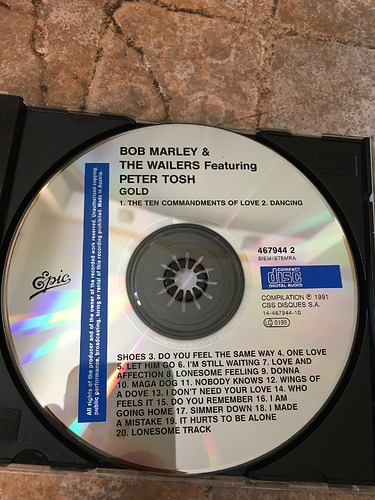 BOB MARLEY &
THE WAILERS Featuring
PETER TOSH
GOLD
1. THE TEN COMMANDMENTS OF LOVE 2. DANCING
467944 2
BIEM/STEMRA
COMPACT
disc
DIGITAL AUDIO
COMPILATION ℗ 1991
CBS DISQUES S.A.
14-467944-10
LC 0199
Epic
All rights of the producer and of the owner of the recorded work reserved. Unauthorised copying,
public performance, broadcasting, hiring or rental of this recording prohibited. Made in Austria.
SHOES 3. DO YOU FEEL THE SAME WAY 4. ONE LOVE
5. LET HIM GO 6. I'M STILL WAITING 7. LOVE AND
AFFECTION 8. LONESOME FEELING 9. DONNA
10. MAGA DOG 11. NOBODY KNOWS 12. WINGS OF
A DOVE 13. I DON'T NEED YOUR LOVE 14. WHO
FEELS IT 15. DO YOU REMEMBER 16. I AM
GOING HOME 17. SIMMER DOWN 18. I MADE
A MISTAKE 19. IT HURTS TO BE ALONE
20. LONESOME TRACK